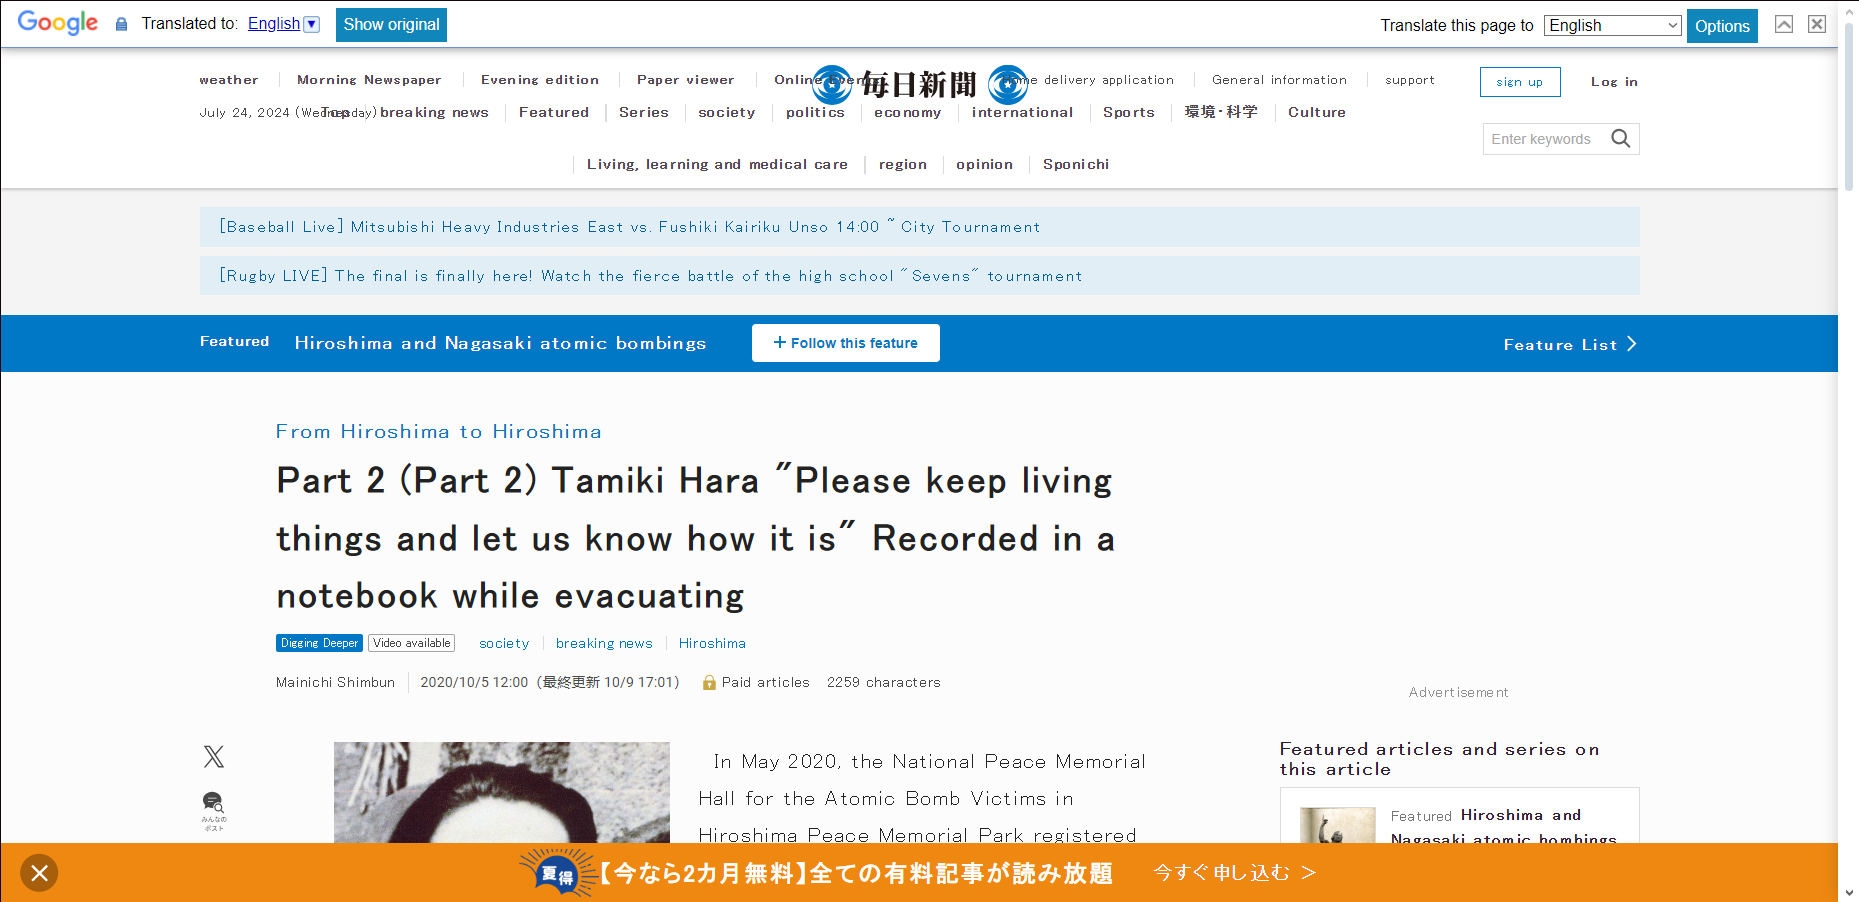 Google Translated to: English Show original Translate this page to English Options
weather Morning Newspaper Evening edition Paper viewer Online Events 毎日新聞 Home delivery application General information support sign up Log in
July 24, 2024 (Wednesday) Top breaking news Featured Series society politics economy international Sports 環境・科学 Culture
Enter keywords
Living, learning and medical care region opinion Sponichi
[Baseball Live] Mitsubishi Heavy Industries East vs. Fushiki Kairiku Unso 14:00 ~ City Tournament
[Rugby LIVE] The final is finally here! Watch the fierce battle of the high school "Sevens" tournament
Featured Hiroshima and Nagasaki atomic bombings + Follow this feature Feature List
From Hiroshima to Hiroshima
Part 2 (Part 2) Tamiki Hara "Please keep living
things and let us know how it is" Recorded in a
notebook while evacuating
Digging Deeper Video available society breaking news Hiroshima
Mainichi Shimbun 2020/10/5 12:00 (最終更新 10/9 17:01) Paid articles 2259 characters
Advertisement
In May 2020, the National Peace Memorial
Hall for the Atomic Bomb Victims in
Hiroshima Peace Memorial Park registered
みんなの
ポスト
Featured articles and series on
this article
Featured Hiroshima and
Nagasaki atomic bombings
夏得 【今なら2カ月無料】全ての有料記事が読み放題 今すぐ申し込む >